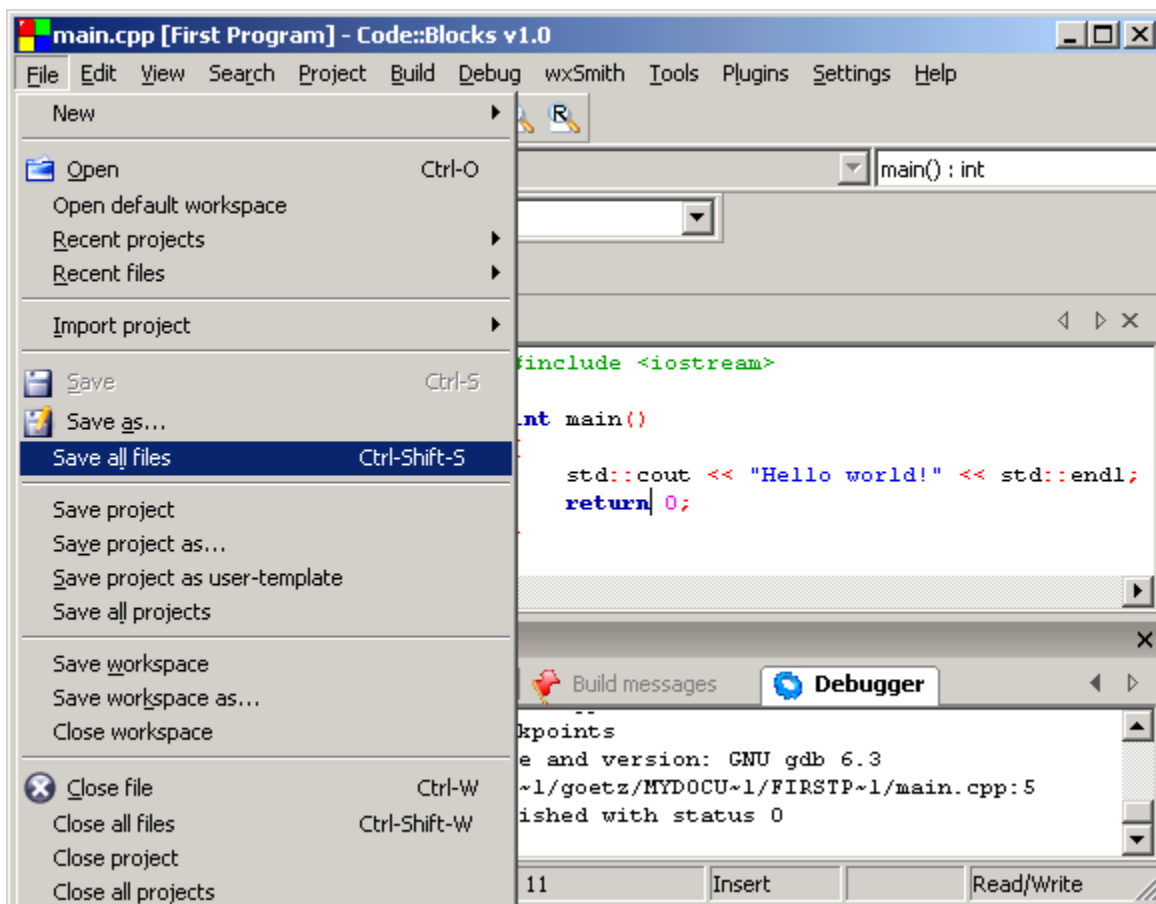 main.cpp [First Program] - Code::Blocks v1.0
File Edit View Search Project Build Debug wxSmith Tools Plugins Settings Help
New
Open Ctrl-O
Open default workspace
Recent projects
Recent files
Import project
Save Ctrl-S
Save as...
Save all files Ctrl-Shift-S
Save project
Save project as...
Save project as user-template
Save all projects
Save workspace
Save workspace as...
Close workspace
Close file Ctrl-W
Close all files Ctrl-Shift-W
Close project
Close all projects
R
main() : int
#include <iostream>
int main()
std::cout << "Hello world!" << std::endl;
return 0;
Build messages Debugger
kpoints
e and version: GNU gdb 6.3
~1/goetz/MYDOCU~1/FIRSTP~1/main.cpp:5
ished with status 0
11 Insert Read/Write